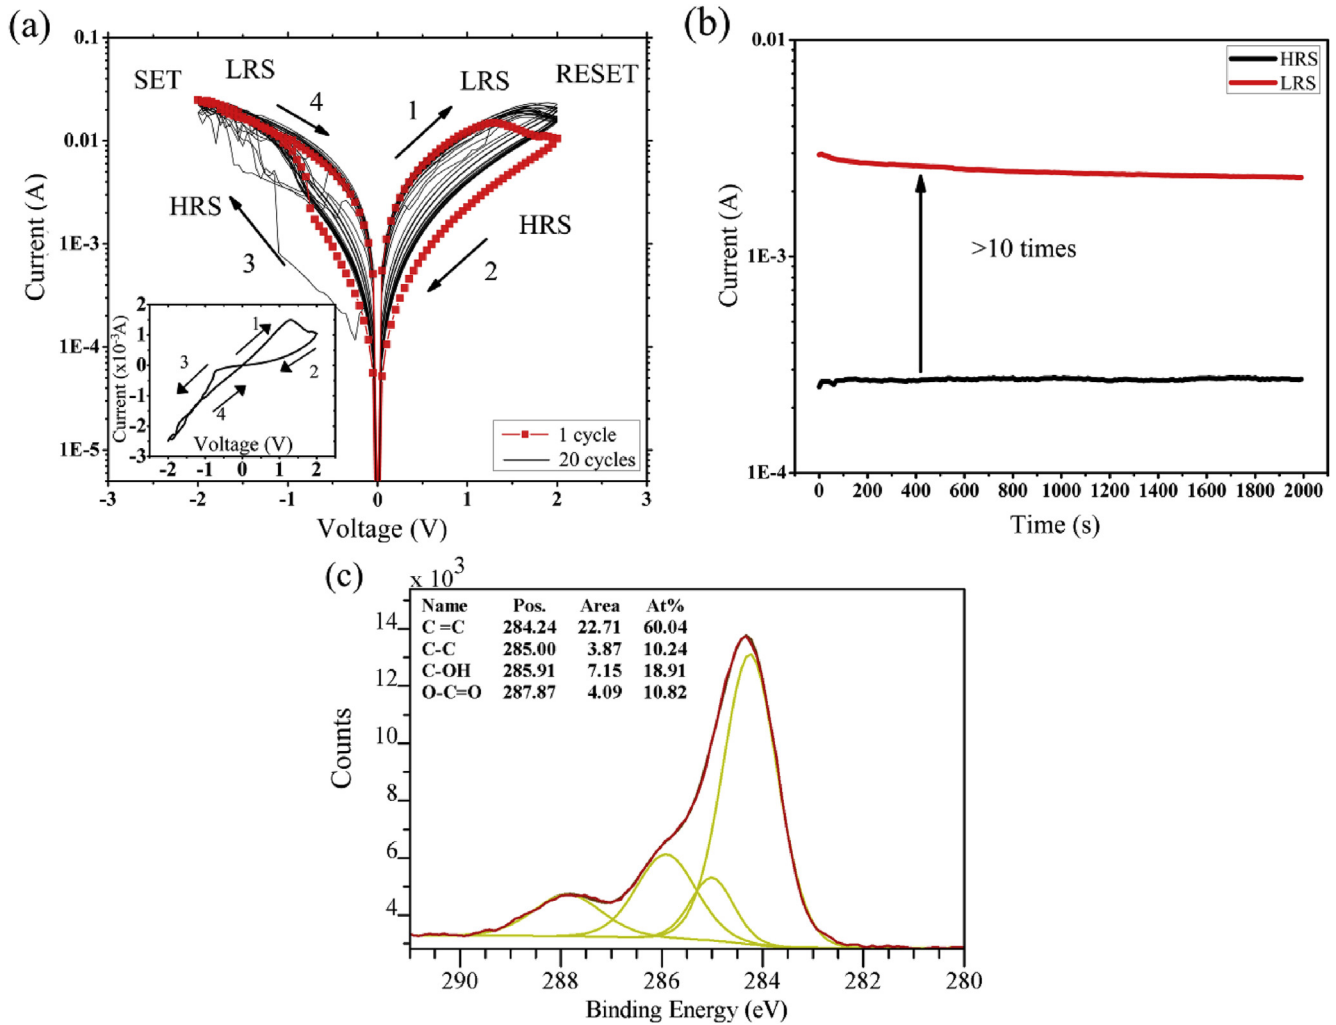 (a)
0.1
0.01
1E-3
1E-4
1E-5
Current (A)
SET
LRS
4
1
LRS
RESET
HRS
3
HRS
2
2
1
0
-1
-2
-3
Current (x10⁻³A)
1
3
2
4
Voltage (V)
-2 -1 0 1 2
1 cycle
20 cycles
-3 -2 -1 0 1 2 3
Voltage (V)
(b)
0.01
1E-3
1E-4
Current (A)
HRS
LRS
>10 times
0 200 400 600 800 1000 1200 1400 1600 1800 2000
Time (s)
(c)
x 10³
Name Pos. Area At%
C =C 284.24 22.71 60.04
C-C 285.00 3.87 10.24
C-OH 285.91 7.15 18.91
O-C=O 287.87 4.09 10.82
14
12
10
8
6
4
Counts
290 288 286 284 282 280
Binding Energy (eV)